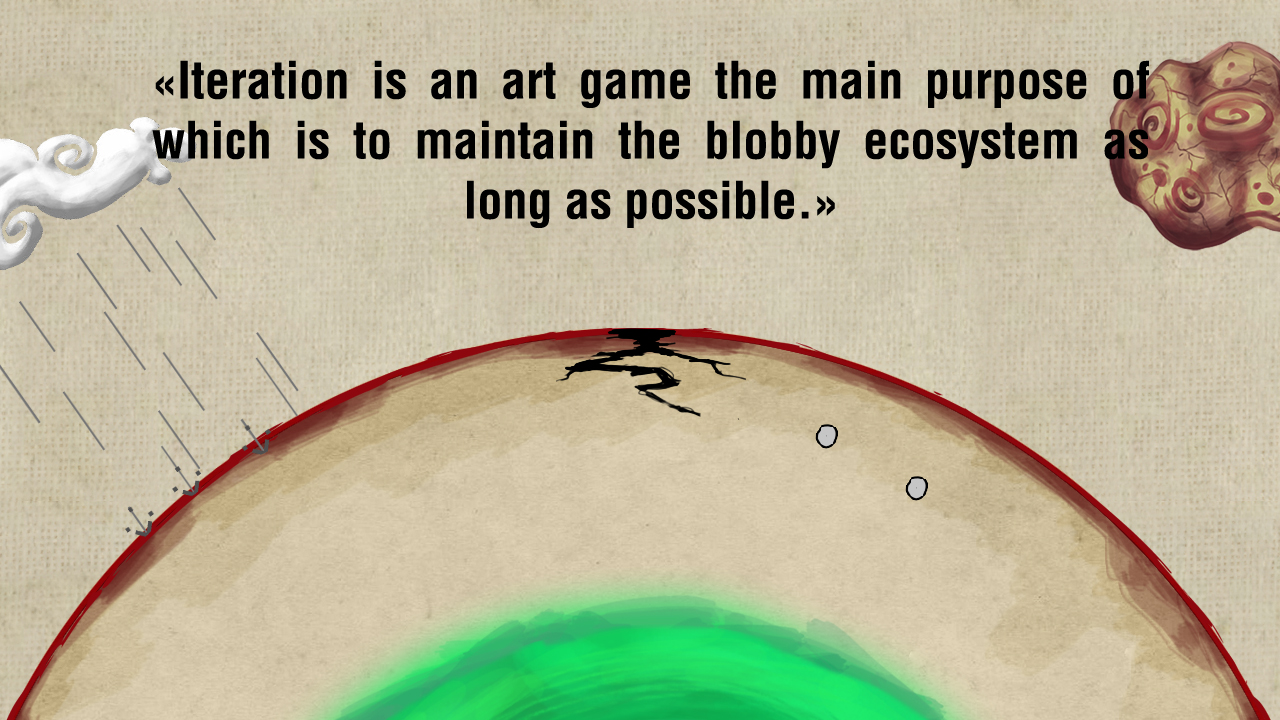 «Iteration is an art game the main purpose of
which is to maintain the blobby ecosystem as
long as possible.»